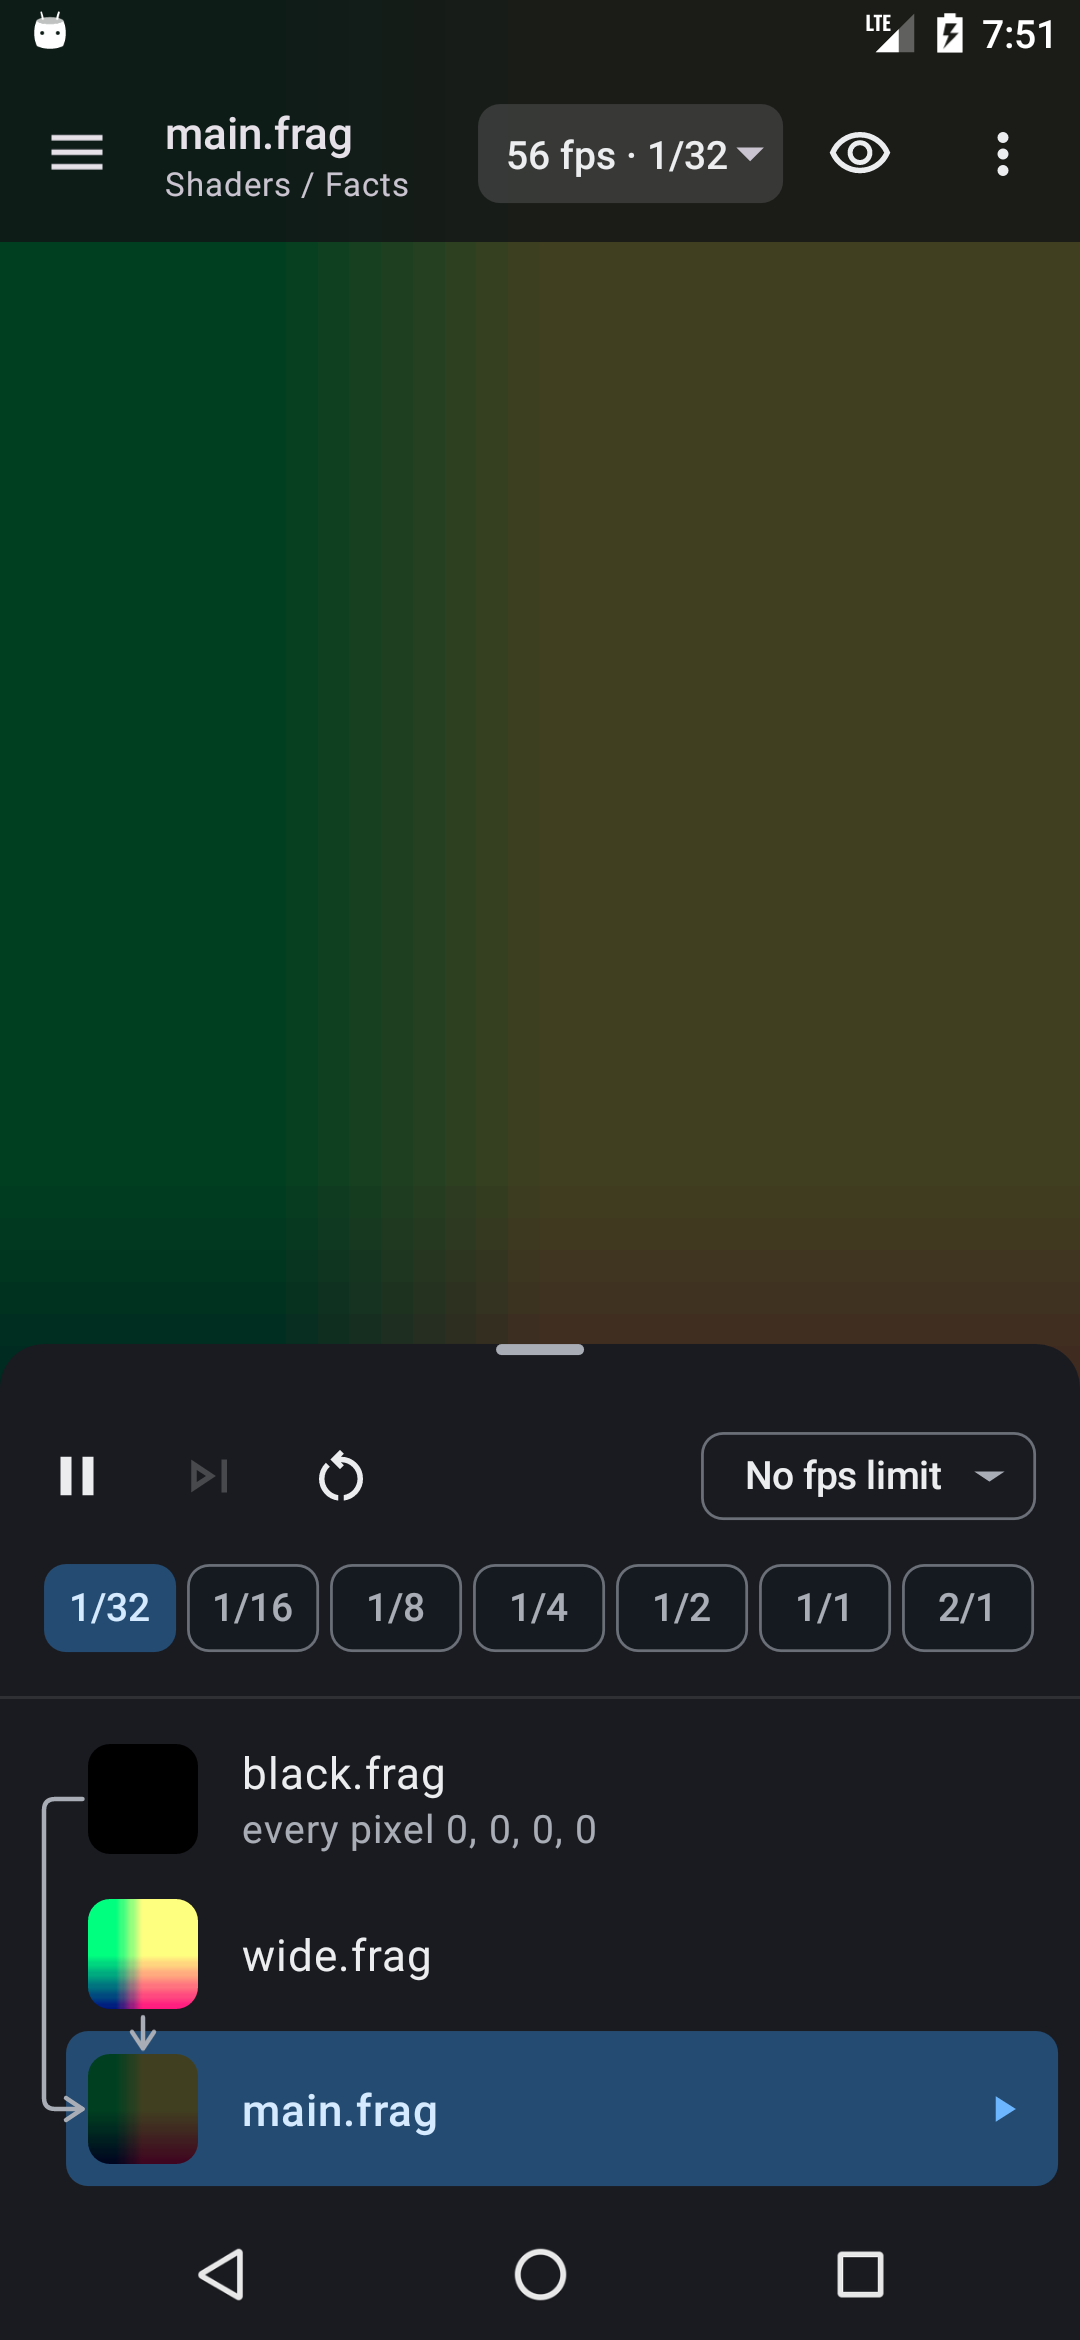 LTE 7:51
main.frag
Shaders / Facts
56 fps · 1/32
No fps limit
1/32 1/16 1/8 1/4 1/2 1/1 2/1
black.frag
every pixel 0, 0, 0, 0
wide.frag
main.frag